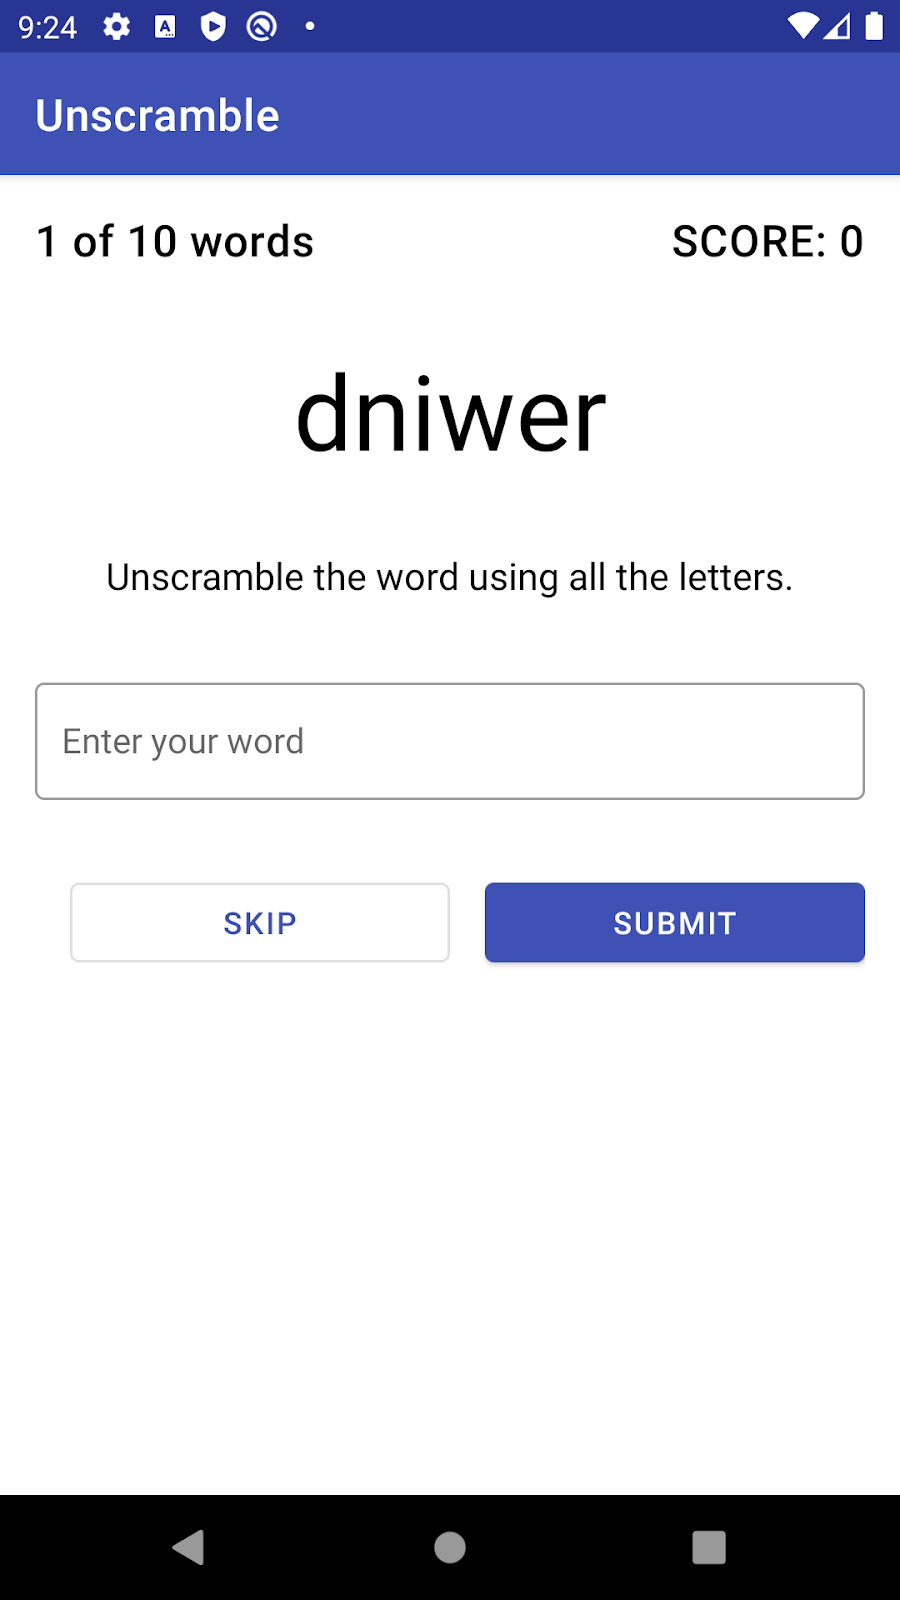 9:24
Unscramble
1 of 10 words
SCORE: 0
dniwer
Unscramble the word using all the letters.
Enter your word
SKIP
SUBMIT